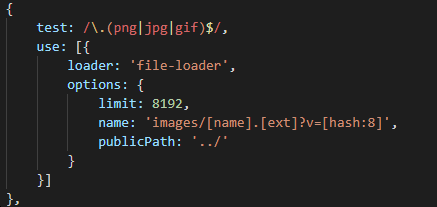 {
test: /\.(png|jpg|gif)$/,
use: [{
loader: 'file-loader',
options: {
limit: 8192,
name: 'images/[name].[ext]?v=[hash:8]',
publicPath: '../'
}
}]
},